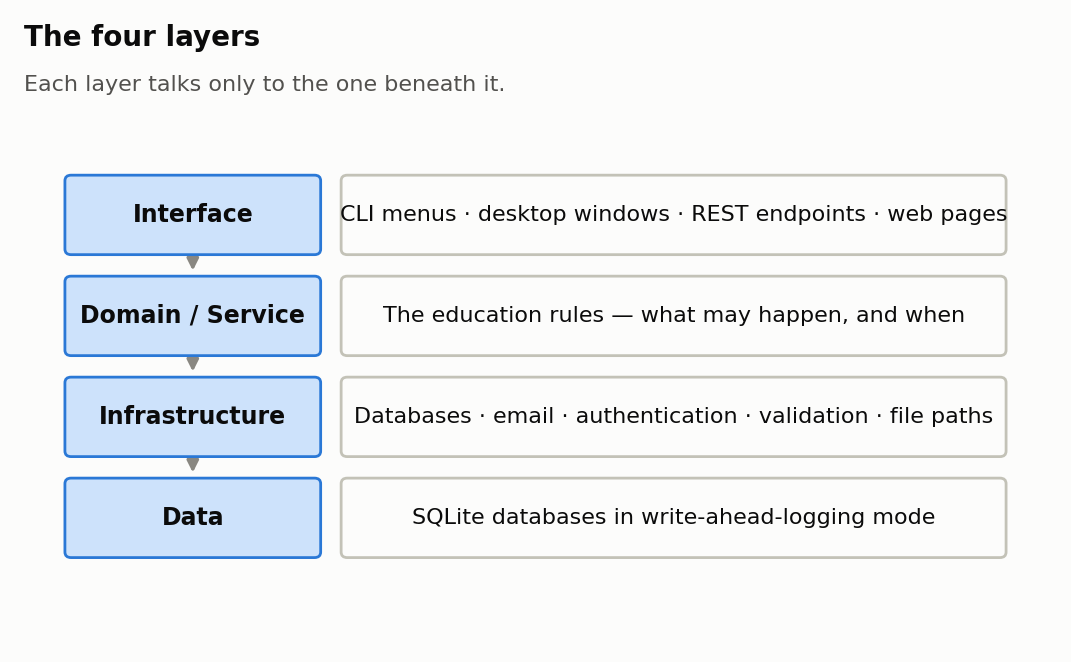 The four layers
Each layer talks only to the one beneath it.
Interface
CLI menus · desktop windows · REST endpoints · web pages
Domain / Service
The education rules — what may happen, and when
Infrastructure
Databases · email · authentication · validation · file paths
Data
SQLite databases in write-ahead-logging mode